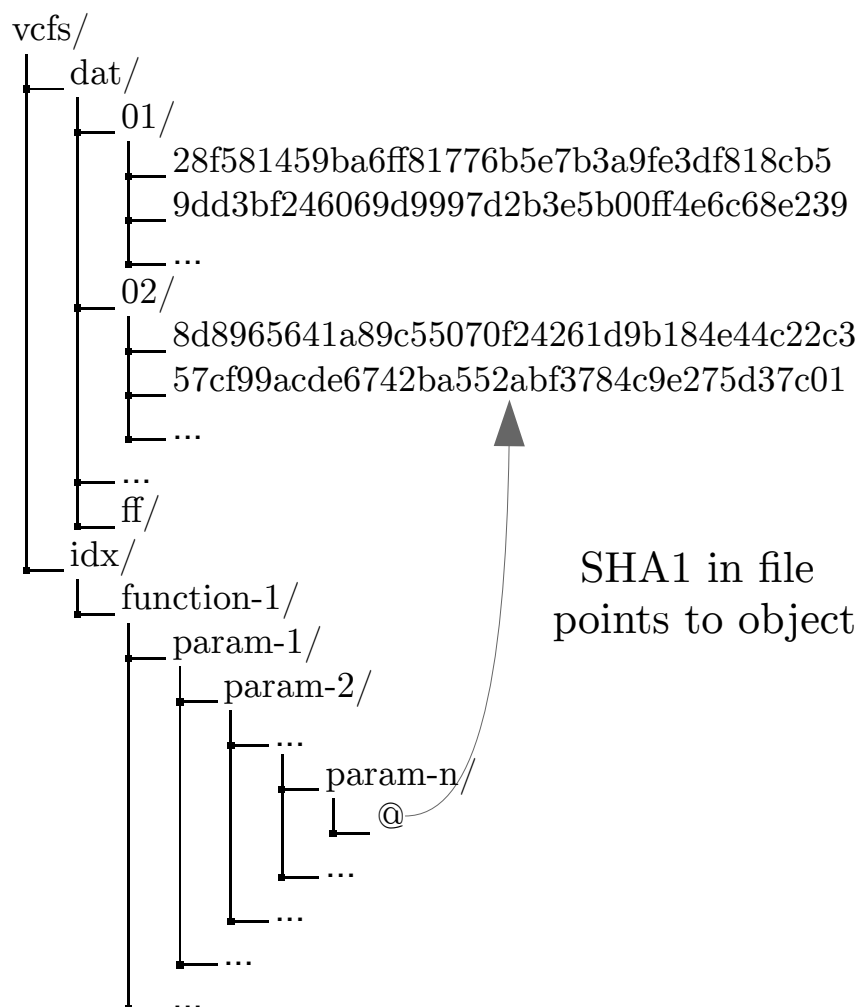 vcfs/
dat/
01/
28f581459ba6ff81776b5e7b3a9fe3df818cb5
9dd3bf246069d9997d2b3e5b00ff4e6c68e239
...
02/
8d8965641a89c55070f24261d9b184e44c22c3
57cf99acde6742ba552abf3784c9e275d37c01
...
...
ff/
idx/
function-1/
SHA1 in file
points to object
param-1/
param-2/
...
param-n/
@
...
...
...
...